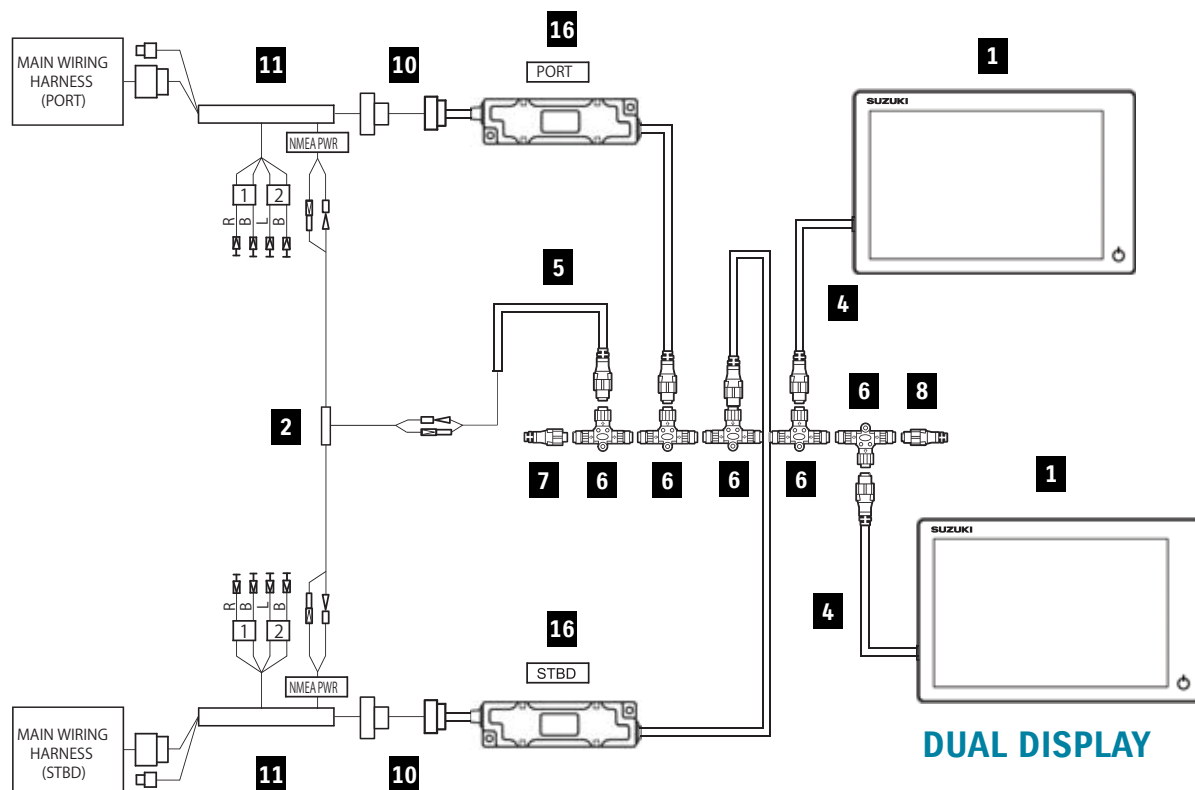 16
1
11
10
PORT
MAIN WIRING
HARNESS
(PORT)
SUZUKI
NMEA PWR
1
2
R
B
L
B
5
4
6
8
2
7
6
6
6
6
1
SUZUKI
R
B
L
B
1
2
4
16
STBD
NMEA PWR
MAIN WIRING
HARNESS
(STBD)
11
10
DUAL DISPLAY